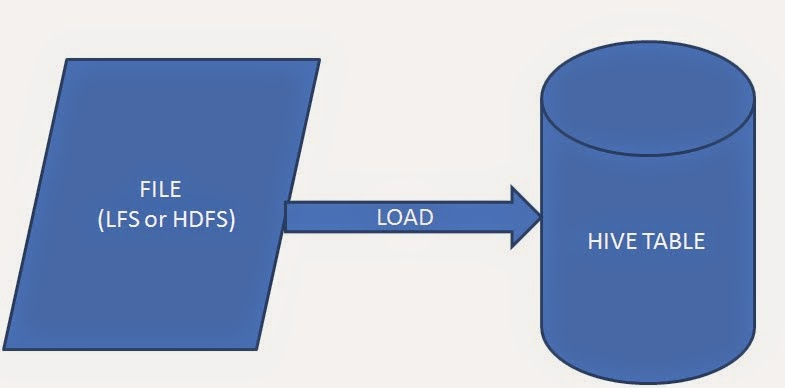 FILE
(LFS or HDFS)
LOAD
HIVE TABLE